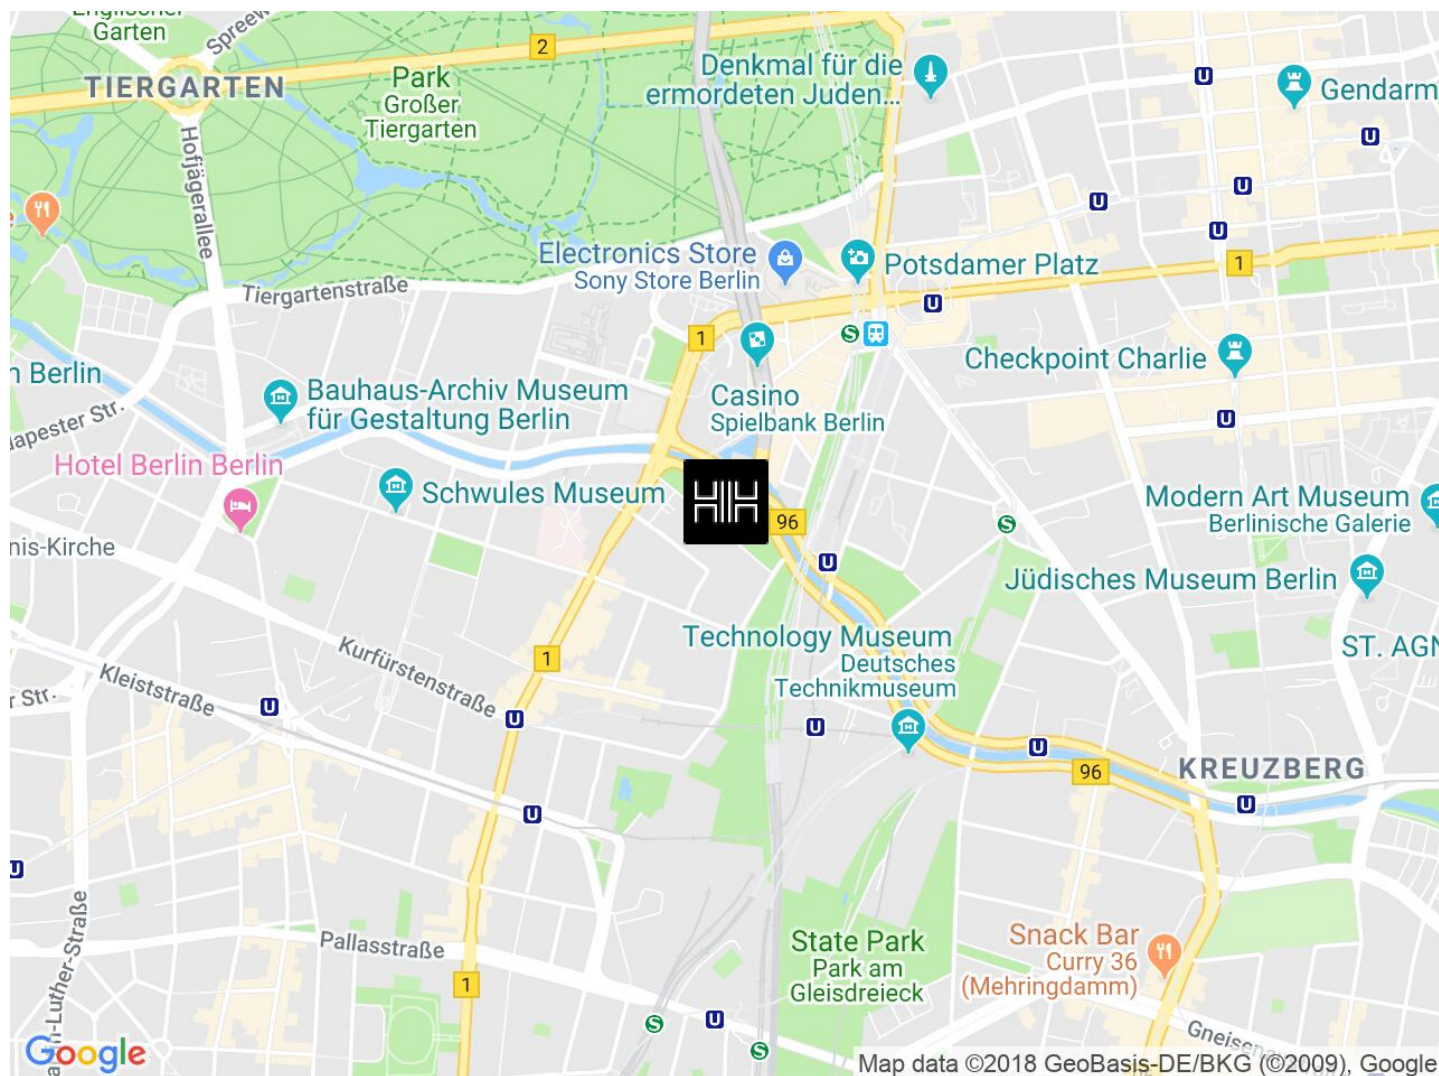 Englischer
Garten
TIERGARTEN
2
Park
Großer
Tiergarten
Denkmal für die
ermordeten Juden...
U
Gendarm
U
Hofjägerallee
U
U
U
Electronics Store
Sony Store Berlin
Potsdamer Platz
1
Tiergartenstraße
U
1
S
Checkpoint Charlie
n Berlin
Bauhaus-Archiv Museum
für Gestaltung Berlin
Casino
Spielbank Berlin
U
apester Str.
Hotel Berlin Berlin
Schwules Museum
96
S
Modern Art Museum
Berlinische Galerie
nis-Kirche
U
Jüdisches Museum Berlin
Technology Museum
Deutsches
Technikmuseum
ST. AGN
1
Kurfürstenstraße
Kleiststraße
r Str.
U
U
U
U
96
KREUZBERG
U
U
U
Pallasstraße
1
n-Luther-Straße
State Park
Park am
Gleisdreieck
Snack Bar
Curry 36
(Mehringdamm)
S
U
S
Google
Map data ©2018 GeoBasis-DE/BKG (©2009), Google